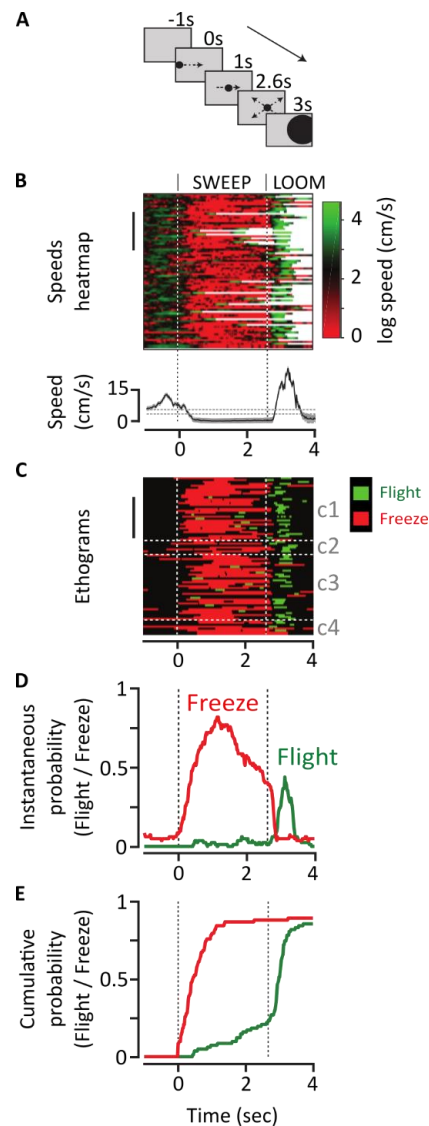 A
-1s
0s
1s
2.6s
3s
B
SWEEP
LOOM
Speeds
heatmap
4
2
0
log speed (cm/s)
Speed
(cm/s)
15
0
0
2
4
C
Ethograms
c1
c2
c3
c4
Flight
Freeze
0
2
4
D
Instantaneous
probability
(Flight / Freeze)
1
0.5
0
Freeze
Flight
0
2
4
E
Cumulative
probability
(Flight / Freeze)
1
0.5
0
0
2
4
Time (sec)